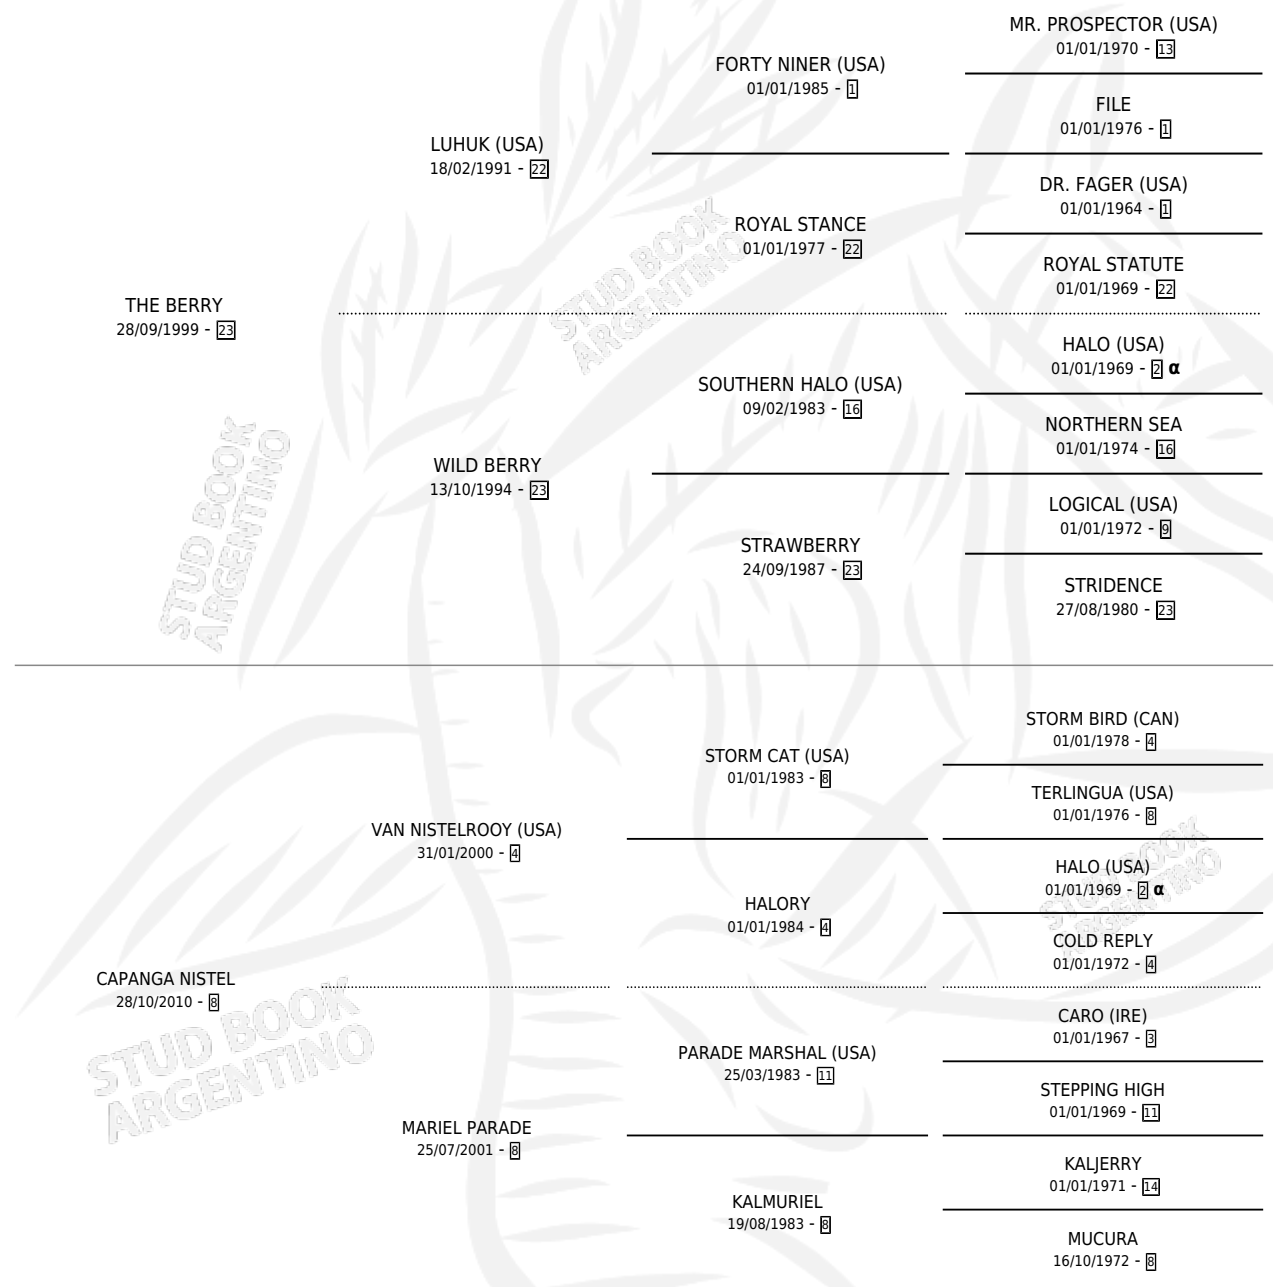 MR. PROSPECTOR (USA)
01/01/1970 - 13
FORTY NINER (USA)
01/01/1985 - 1
FILE
01/01/1976 - 1
LUHUK (USA)
18/02/1991 - 22
DR. FAGER (USA)
01/01/1964 - 1
ROYAL STANCE
01/01/1977 - 22
ROYAL STATUTE
01/01/1969 - 22
THE BERRY
28/09/1999 - 23
HALO (USA)
01/01/1969 - 2 α
SOUTHERN HALO (USA)
09/02/1983 - 16
NORTHERN SEA
01/01/1974 - 16
WILD BERRY
13/10/1994 - 23
LOGICAL (USA)
01/01/1972 - 9
STRAWBERRY
24/09/1987 - 23
STRIDENCE
27/08/1980 - 23
STORM BIRD (CAN)
01/01/1978 - 4
STORM CAT (USA)
01/01/1983 - 8
TERLINGUA (USA)
01/01/1976 - 8
VAN NISTELROOY (USA)
31/01/2000 - 4
HALO (USA)
01/01/1969 - 2 α
HALORY
01/01/1984 - 4
COLD REPLY
01/01/1972 - 4
CAPANGA NISTEL
28/10/2010 - 8
CARO (IRE)
01/01/1967 - 3
PARADE MARSHAL (USA)
25/03/1983 - 11
STEPPING HIGH
01/01/1969 - 11
MARIEL PARADE
25/07/2001 - 8
KALJERRY
01/01/1971 - 14
KALMURIEL
19/08/1983 - 8
MUCURA
16/10/1972 - 8
STUD BOOK
ARGENTINO
STUD BOOK
ARGENTINO
STUD BOOK
ARGENTINO
STUD BOOK
ARGENTINO